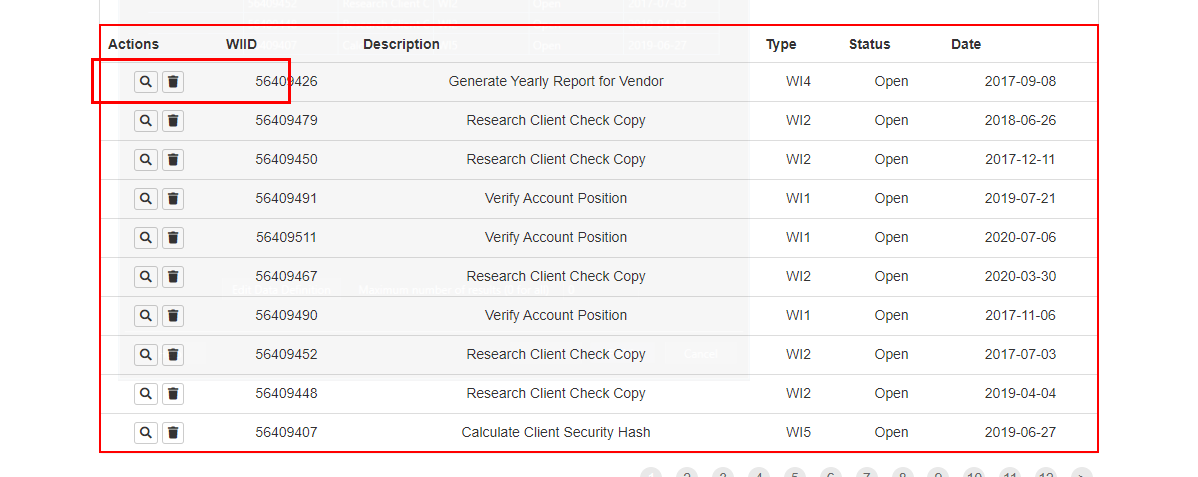 Actions WIID Description Type Status Date
56409426 Generate Yearly Report for Vendor WI4 Open 2017-09-08
56409479 Research Client Check Copy WI2 Open 2018-06-26
56409450 Research Client Check Copy WI2 Open 2017-12-11
56409491 Verify Account Position WI1 Open 2019-07-21
56409511 Verify Account Position WI1 Open 2020-07-06
56409467 Research Client Check Copy WI2 Open 2020-03-30
56409490 Verify Account Position WI1 Open 2017-11-06
56409452 Research Client Check Copy WI2 Open 2017-07-03
Cancel
56409448 Research Client Check Copy WI2 Open 2019-04-04
56409407 Calculate Client Security Hash WI5 Open 2019-06-27
1 2 3 4 5 6 7 8 9 10 11 12 >